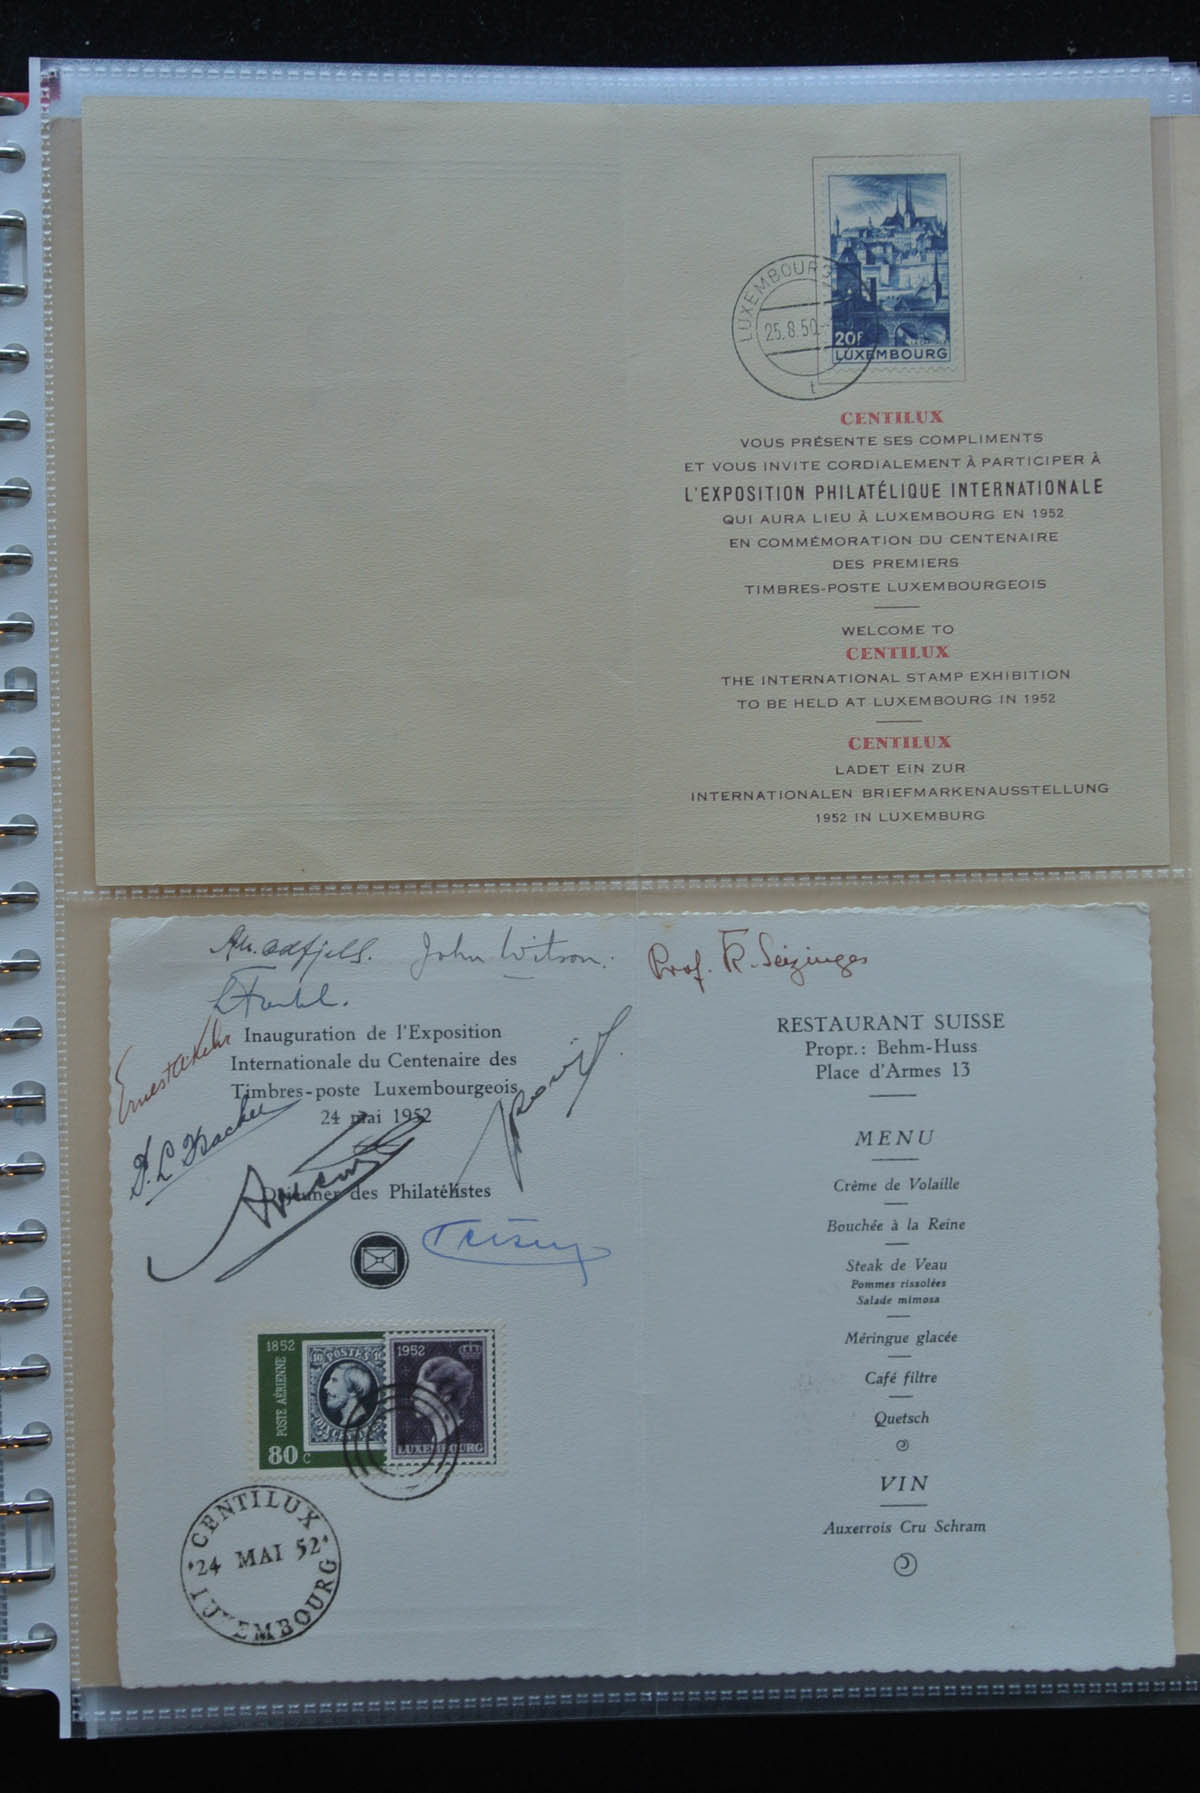 LUXEMBOURG
25.8.50
20F
LUXEMBOURG
CENTILUX
VOUS PRÉSENTE SES COMPLIMENTS
ET VOUS INVITE CORDIALEMENT À PARTICIPER À
L'EXPOSITION PHILATÉLIQUE INTERNATIONALE
QUI AURA LIEU À LUXEMBOURG EN 1952
EN COMMÉMORATION DU CENTENAIRE
DES PREMIERS
TIMBRES-POSTE LUXEMBOURGEOIS
WELCOME TO
CENTILUX
THE INTERNATIONAL STAMP EXHIBITION
TO BE HELD AT LUXEMBOURG IN 1952
CENTILUX
LADET EIN ZUR
INTERNATIONALEN BRIEFMARKENAUSSTELLUNG
1952 IN LUXEMBURG
John Wilson.
Prof. R. Seizinger
Inauguration de l'Exposition
Internationale du Centenaire des
Timbres-poste Luxembourgeois
24 mai 1952
Déjeuner des Philatélistes
1852
POSTE AÉRIENNE
80 C
10 POSTES 10
1952
LUXEMBOURG
CENTILUX
24 MAI 52
LUXEMBOURG
RESTAURANT SUISSE
Propr.: Behm-Huss
Place d'Armes 13
MENU
Crème de Volaille
Bouchée à la Reine
Steak de Veau
Pommes rissolées
Salade mimosa
Méringue glacée
Café filtre
Quetsch
VIN
Auxerrois Cru Schram